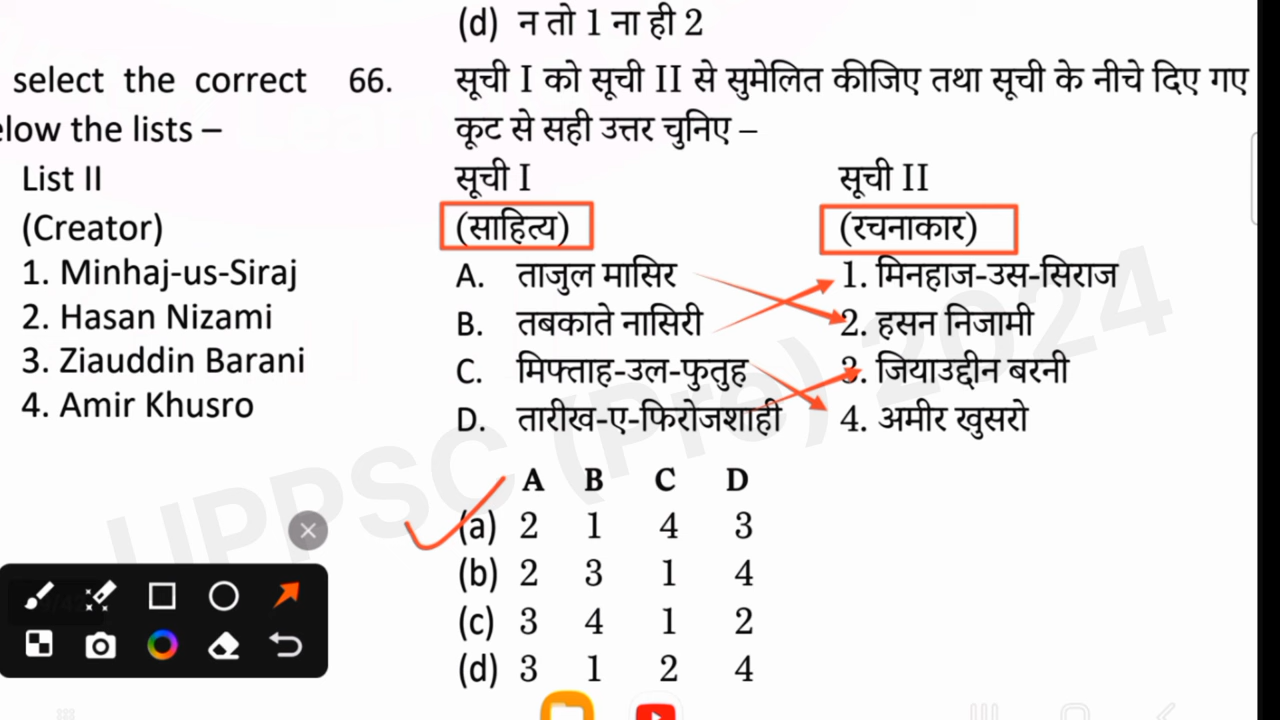 (d) न तो 1 ना ही 2
select the correct
elow the lists –
List II
(Creator)
1. Minhaj-us-Siraj
2. Hasan Nizami
3. Ziauddin Barani
4. Amir Khusro
66. सूची I को सूची II से सुमेलित कीजिए तथा सूची के नीचे दिए गए
कूट से सही उत्तर चुनिए –
सूची I सूची II
(साहित्य) (रचनाकार)
A. ताजुल मासिर 1. मिनहाज-उस-सिराज
B. तबकाते नासिरी 2. हसन निजामी
C. मिफ्ताह-उल-फुतुह 3. जियाउद्दीन बरनी
D. तारीख-ए-फिरोजशाही 4. अमीर खुसरो
A B C D
(a) 2 1 4 3
(b) 2 3 1 4
(c) 3 4 1 2
(d) 3 1 2 4
UPPSC (Pre) 2024